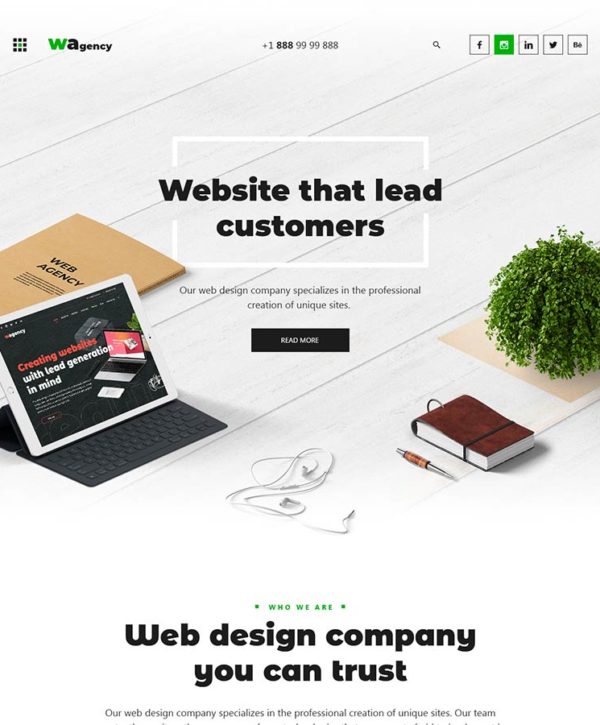 wagency
+1 888 99 99 888
f
in
Bē
Website that lead
customers
Our web design company specializes in the professional
creation of unique sites.
READ MORE
WEB
AGENCY
wagency
Creating websites
with lead generation
in mind
WHO WE ARE
Web design company
you can trust
Our web design company specializes in the professional creation of unique sites. Our team